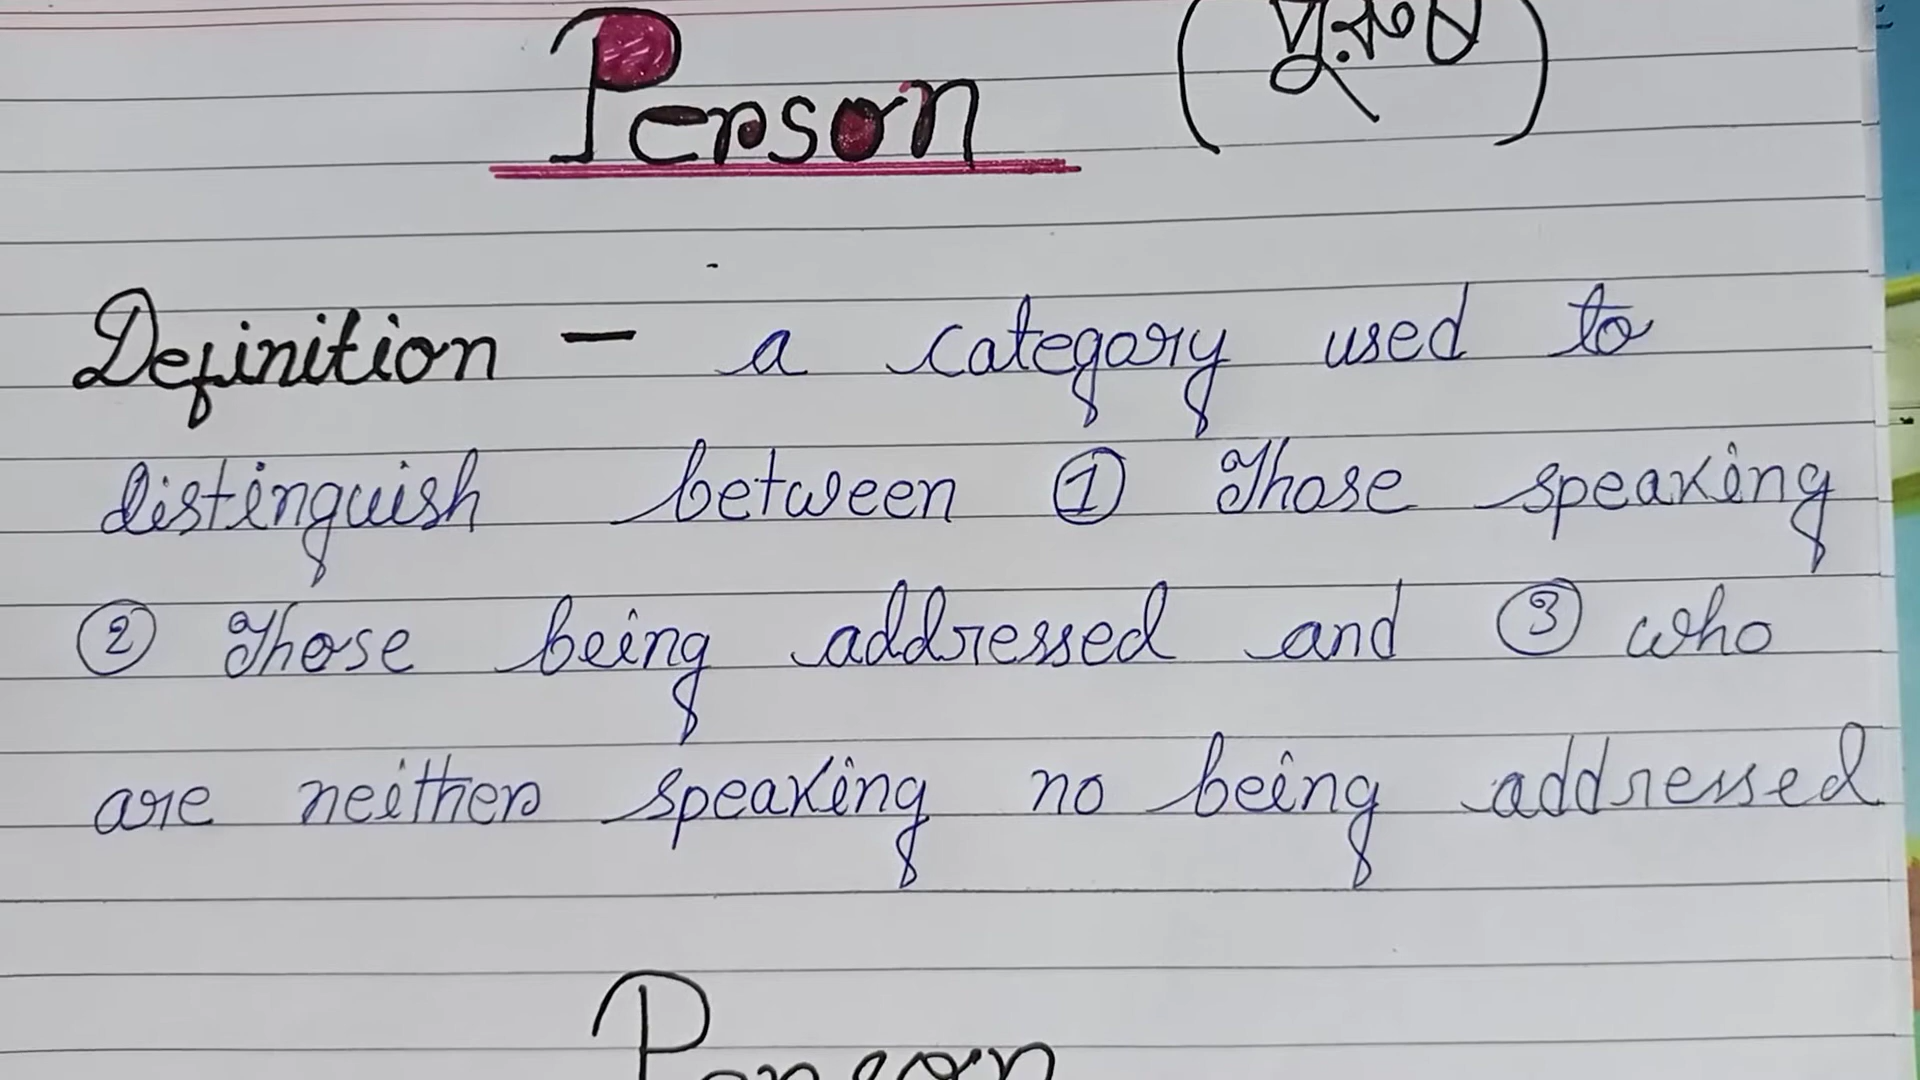 Person (পুরুষ)
Definition - a category used to
distinguish between ① Those speaking
② Those being addressed and ③ who
are neither speaking no being addressed
Person